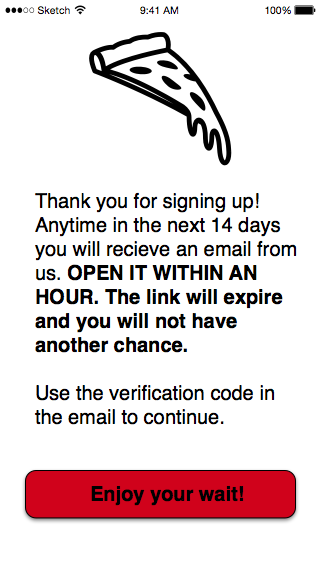 Sketch 9:41 AM 100%
Thank you for signing up!
Anytime in the next 14 days
you will recieve an email from
us. OPEN IT WITHIN AN
HOUR. The link will expire
and you will not have
another chance.
Use the verification code in
the email to continue.
Enjoy your wait!